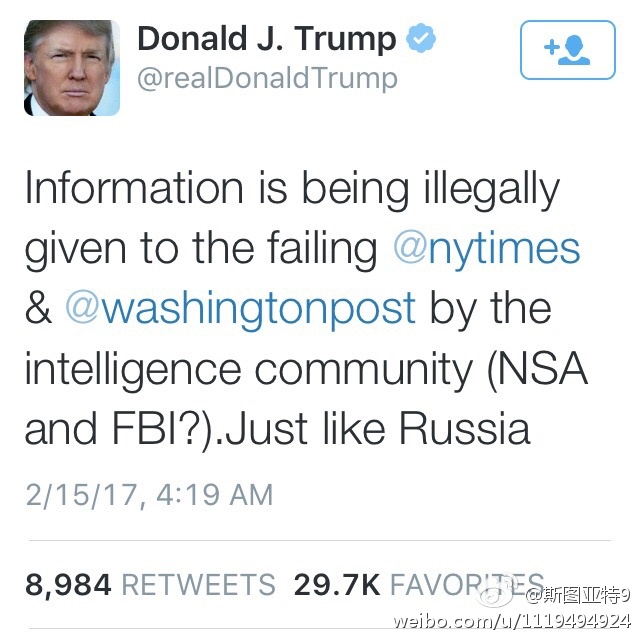 Donald J. Trump
@realDonaldTrump
Information is being illegally
given to the failing @nytimes
& @washingtonpost by the
intelligence community (NSA
and FBI?).Just like Russia
2/15/17, 4:19 AM
8,984 RETWEETS 29.7K FAVORITES
@斯图亚特9
weibo.com/u/1119494924